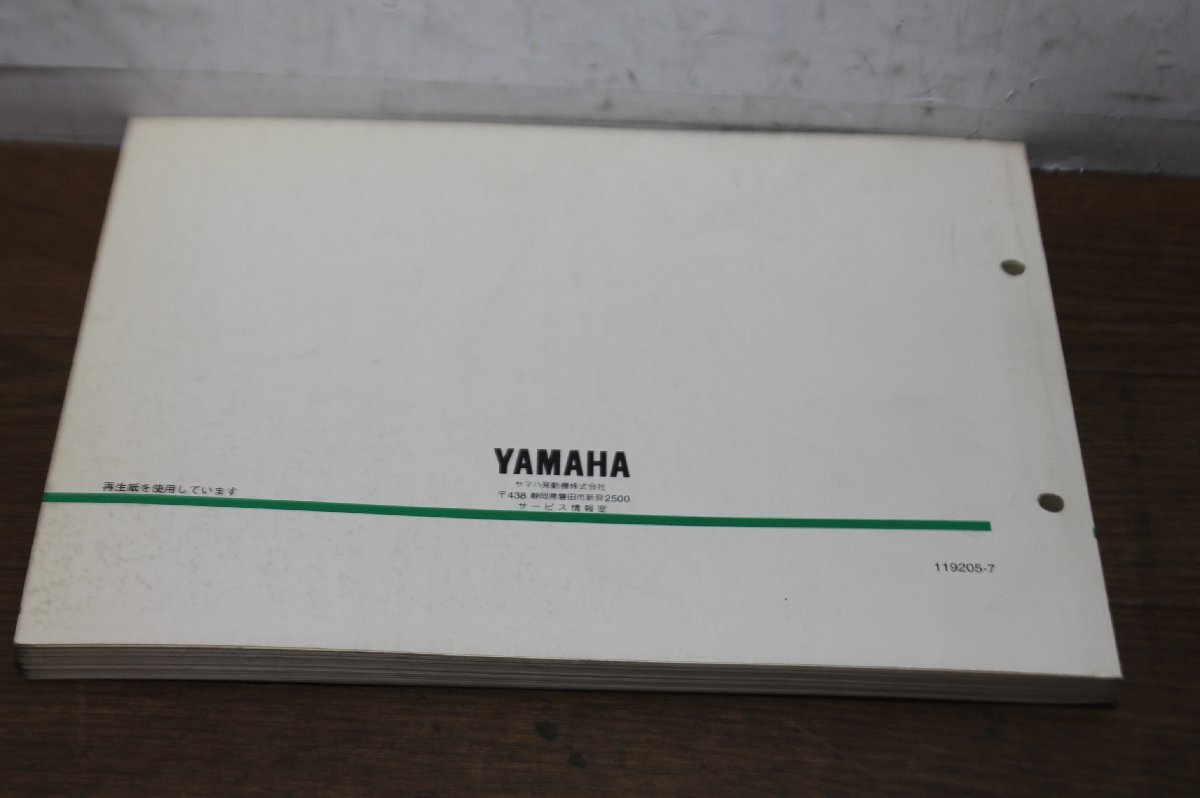 YAMAHA
ヤマハ発動機株式会社
〒438 静岡県磐田市新貝2500
サービス情報室
再生紙を使用しています
119205-7